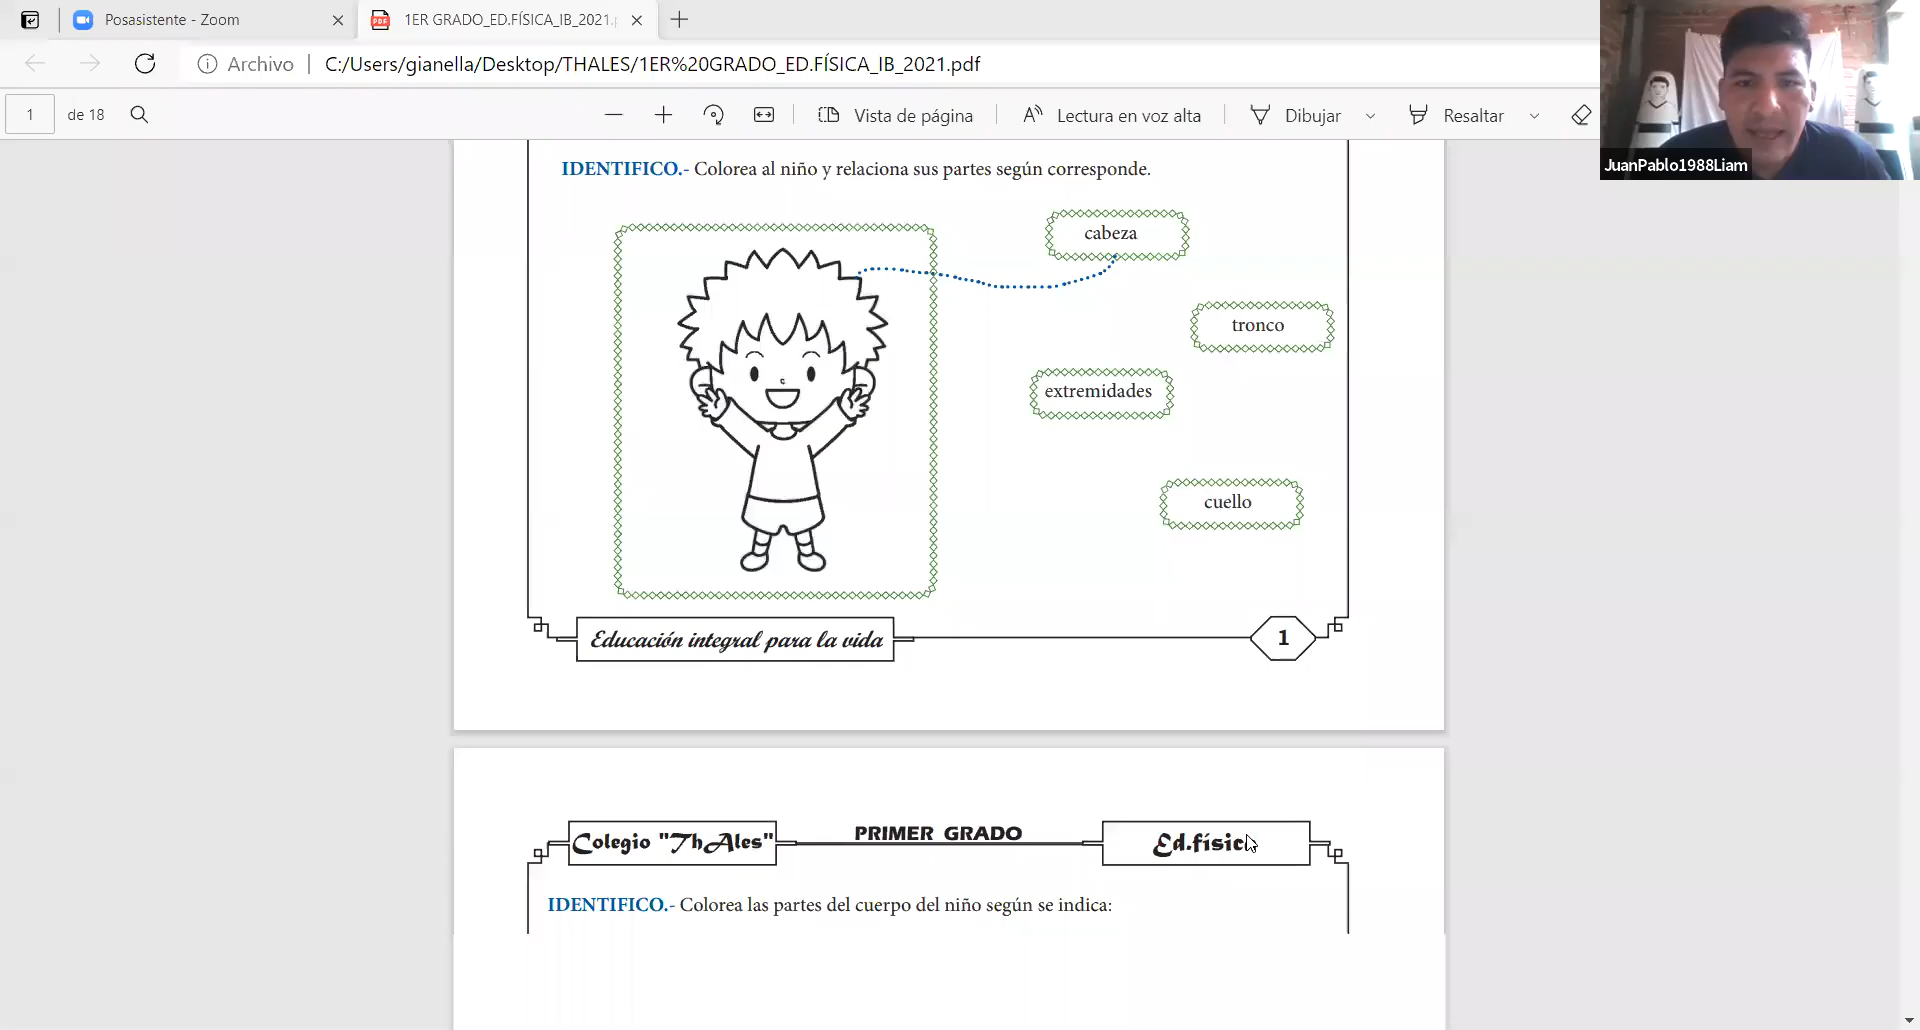 Posasistente - Zoom
1ER GRADO_ED.FÍSICA_IB_2021.p
Archivo
C:/Users/gianella/Desktop/THALES/1ER%20GRADO_ED.FÍSICA_IB_2021.pdf
1 de 18
Vista de página
Lectura en voz alta
Dibujar
Resaltar
JuanPablo1988Liam
IDENTIFICO.- Colorea al niño y relaciona sus partes según corresponde.
cabeza
tronco
extremidades
cuello
Educación integral para la vida
1
Colegio "ThAles"
PRIMER GRADO
Ed.físic
IDENTIFICO.- Colorea las partes del cuerpo del niño según se indica: